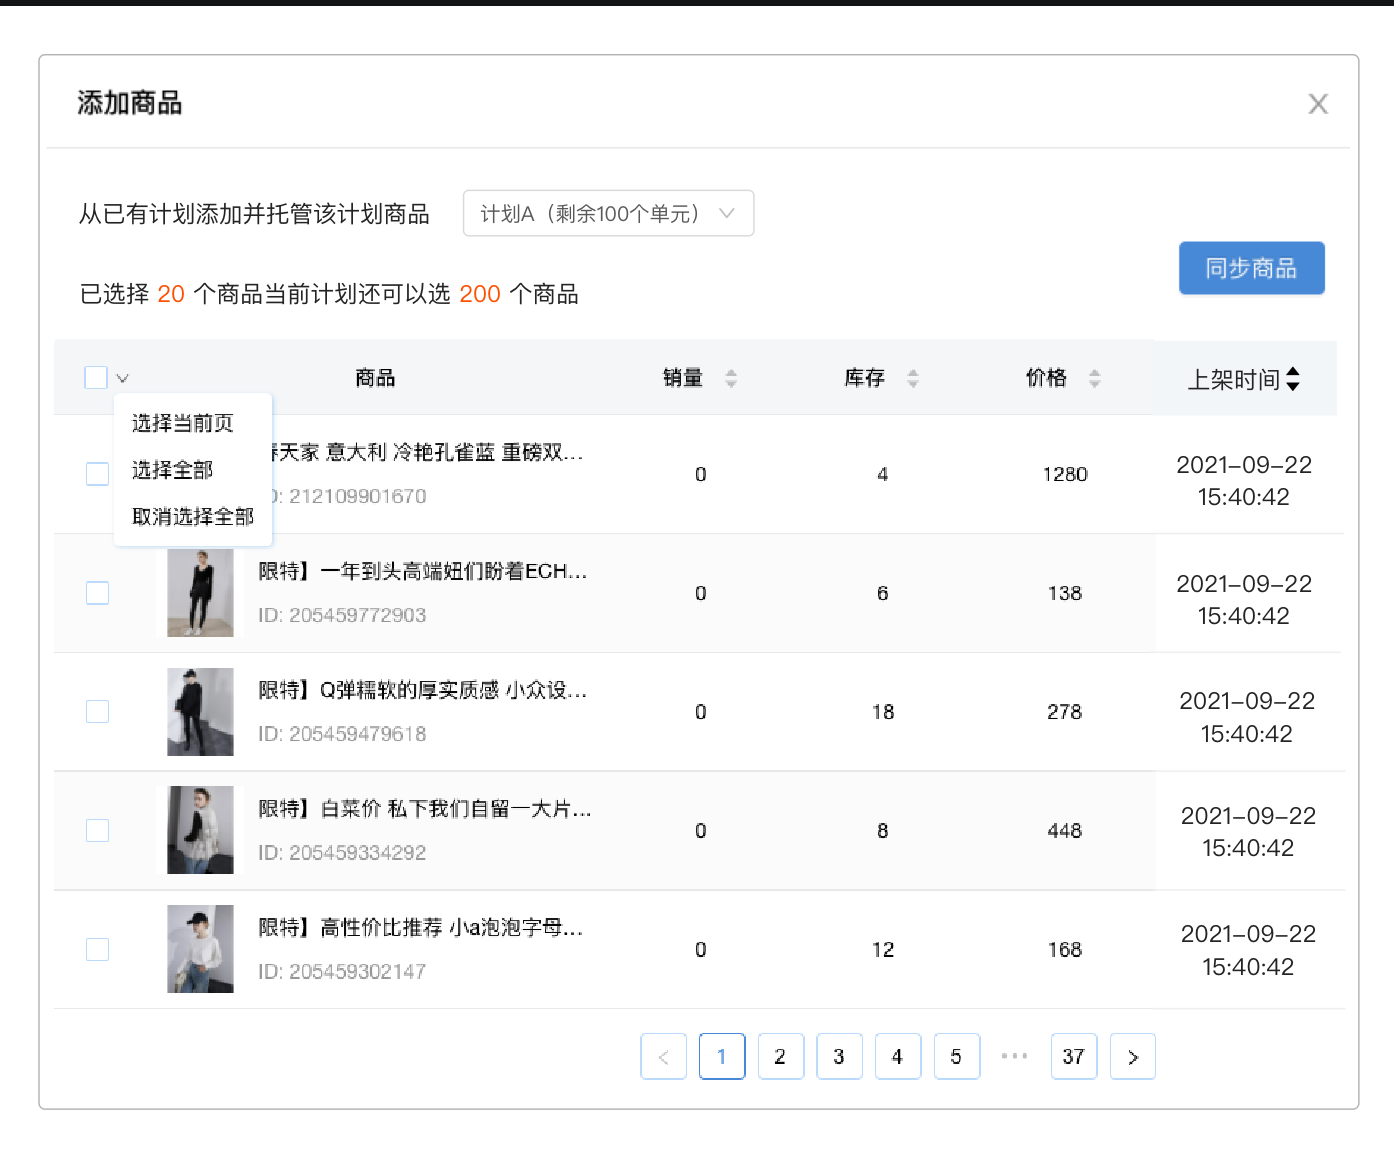 添加商品
X
从已有计划添加并托管该计划商品 计划A（剩余100个单元）
同步商品
已选择 20 个商品当前计划还可以选 200 个商品
商品 销量 库存 价格 上架时间
选择当前页
选择全部
取消选择全部
天家 意大利 冷艳孔雀蓝 重磅双...
: 212109901670
0 4 1280 2021-09-22
15:40:42
限特】一年到头高端妞们盼着ECH...
ID: 205459772903
0 6 138 2021-09-22
15:40:42
限特】Q弹糯软的厚实质感 小众设...
ID: 205459479618
0 18 278 2021-09-22
15:40:42
限特】白菜价 私下我们自留一大片...
ID: 205459334292
0 8 448 2021-09-22
15:40:42
限特】高性价比推荐 小a泡泡字母...
ID: 205459302147
0 12 168 2021-09-22
15:40:42
< 1 2 3 4 5 ••• 37 >